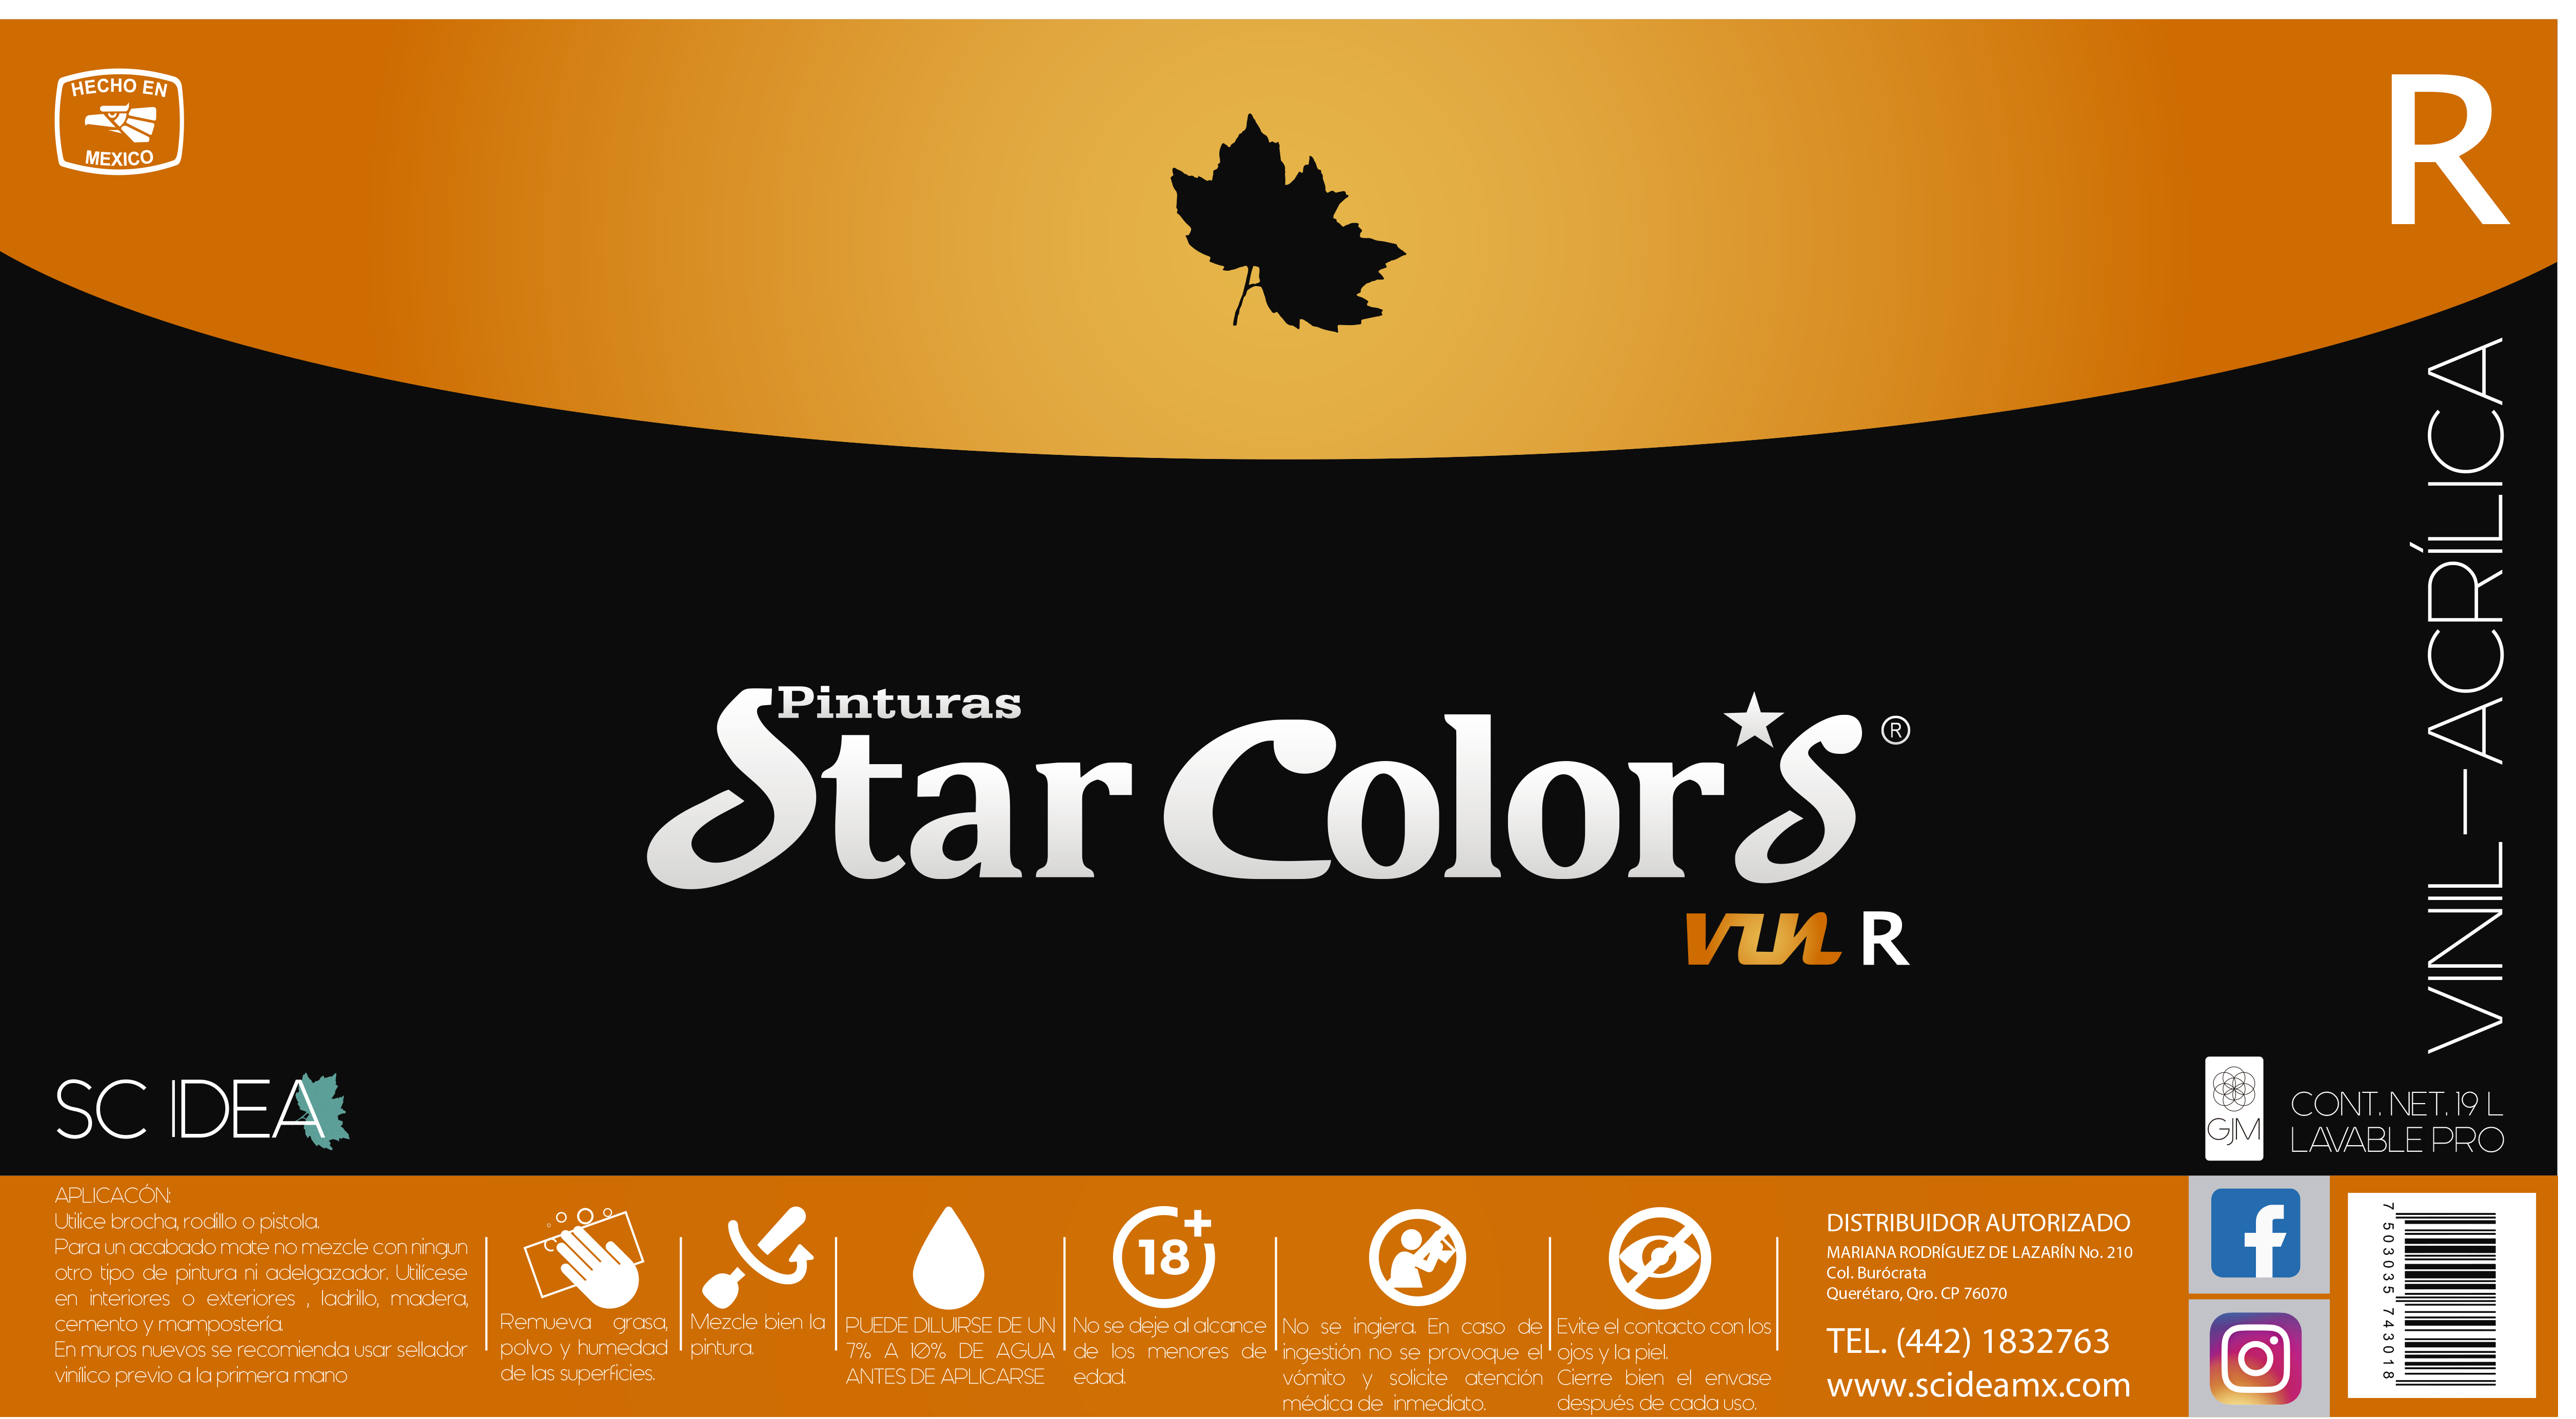 HECHO EN
MEXICO
R
Pinturas
Star Color's ®
vin R
VINIL-ACRÍLICA
SC IDEA
GJM
CONT. NET. 19 L
LAVABLE PRO
APLICACÓN:
Utilice brocha, rodillo o pistola.
Para un acabado mate no mezcle con ningun
otro tipo de pintura ni adelgazador. Utilícese
en interiores o exteriores , ladrillo, madera,
cemento y mampostería.
En muros nuevos se recomienda usar sellador
vinílico previo a la primera mano
Remueva grasa,
polvo y humedad
de las superficies.
Mezcle bien la
pintura.
PUEDE DILUIRSE DE UN
7% A 10% DE AGUA
ANTES DE APLICARSE
18+
No se deje al alcance
de los menores de
edad.
No se ingiera. En caso de
ingestión no se provoque el
vómito y solicite atención
médica de inmediato.
Evite el contacto con los
ojos y la piel.
Cierre bien el envase
después de cada uso.
DISTRIBUIDOR AUTORIZADO
MARIANA RODRÍGUEZ DE LAZARÍN No. 210
Col. Burócrata
Querétaro, Qro. CP 76070
TEL. (442) 1832763
www.scideamx.com
7 503035 743018